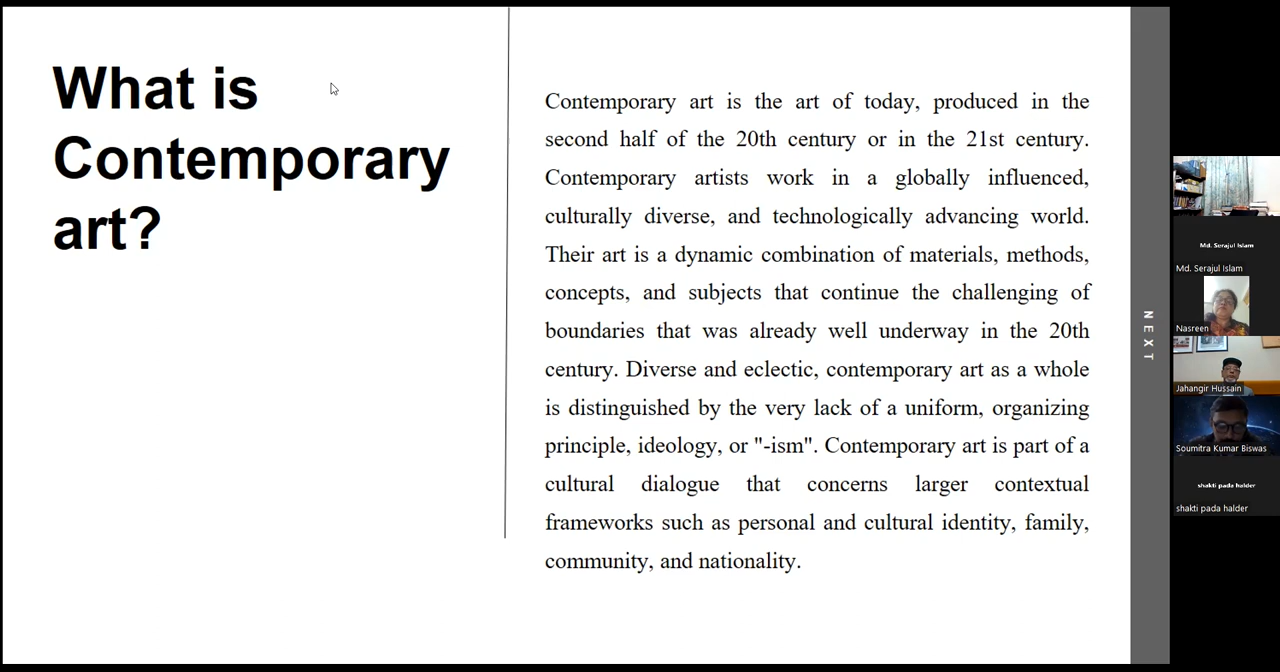 What is
Contemporary
art?
Contemporary art is the art of today, produced in the
second half of the 20th century or in the 21st century.
Contemporary artists work in a globally influenced,
culturally diverse, and technologically advancing world.
Their art is a dynamic combination of materials, methods,
concepts, and subjects that continue the challenging of
boundaries that was already well underway in the 20th
century. Diverse and eclectic, contemporary art as a whole
is distinguished by the very lack of a uniform, organizing
principle, ideology, or "-ism". Contemporary art is part of a
cultural dialogue that concerns larger contextual
frameworks such as personal and cultural identity, family,
community, and nationality.
NEXT
Md. Serajul Islam
Md. Serajul Islam
Nasreen
Jahangir Hussain
Soumitra Kumar Biswas
shakti pada halder
shakti pada halder